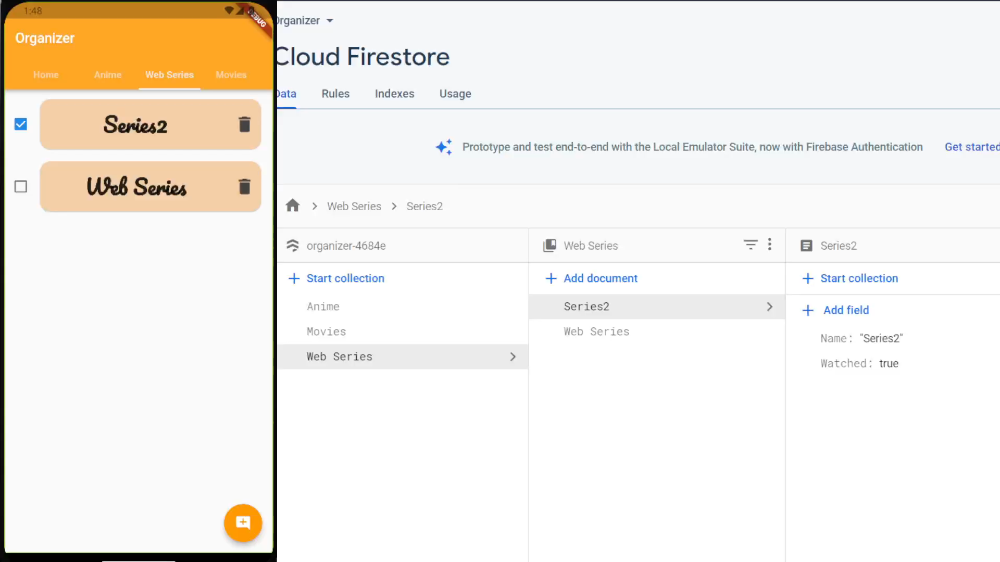 1:48
DEBUG
Organizer
Home Anime Web Series Movies
Series2
Web Series
Organizer
Cloud Firestore
Data Rules Indexes Usage
Prototype and test end-to-end with the Local Emulator Suite, now with Firebase Authentication Get started
Web Series Series2
organizer-4684e
Start collection
Anime
Movies
Web Series
Web Series
Add document
Series2
Web Series
Series2
Start collection
Add field
Name: "Series2"
Watched: true